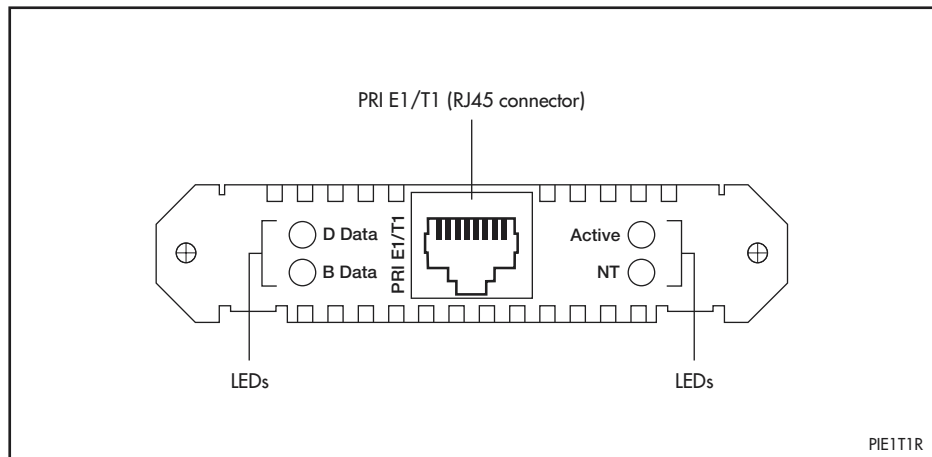 PRI E1/T1 (RJ45 connector)
D Data
B Data
PRI E1/T1
Active
NT
LEDs
LEDs
PIE1T1R